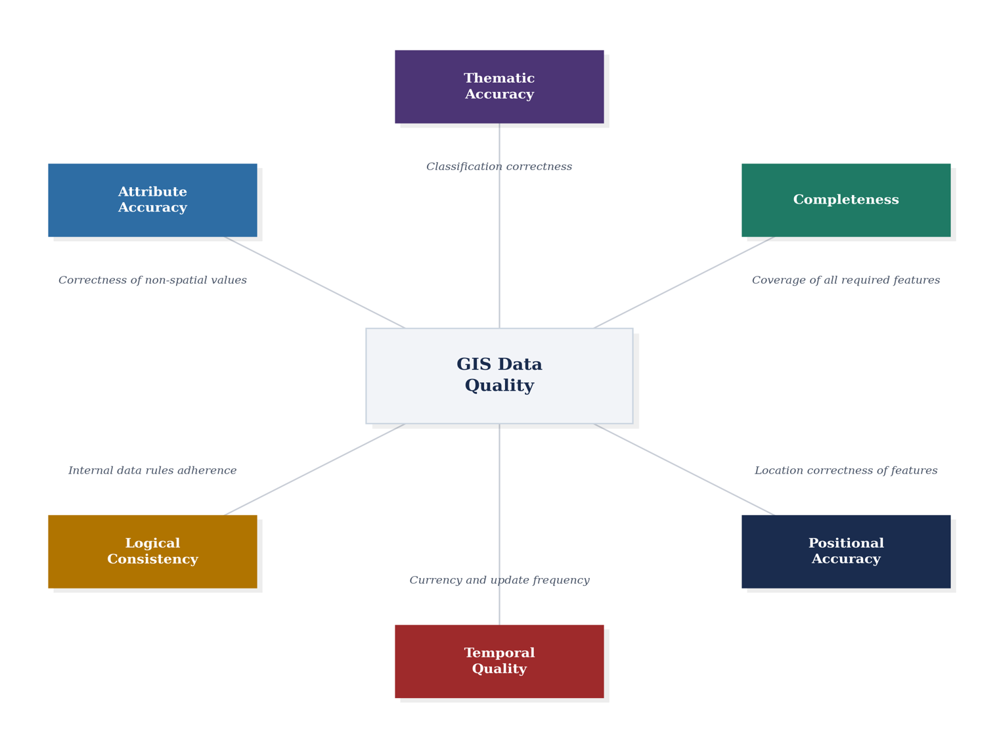 Thematic
Accuracy
Classification correctness
Attribute
Accuracy
Correctness of non-spatial values
Completeness
Coverage of all required features
GIS Data
Quality
Internal data rules adherence
Logical
Consistency
Location correctness of features
Positional
Accuracy
Currency and update frequency
Temporal
Quality